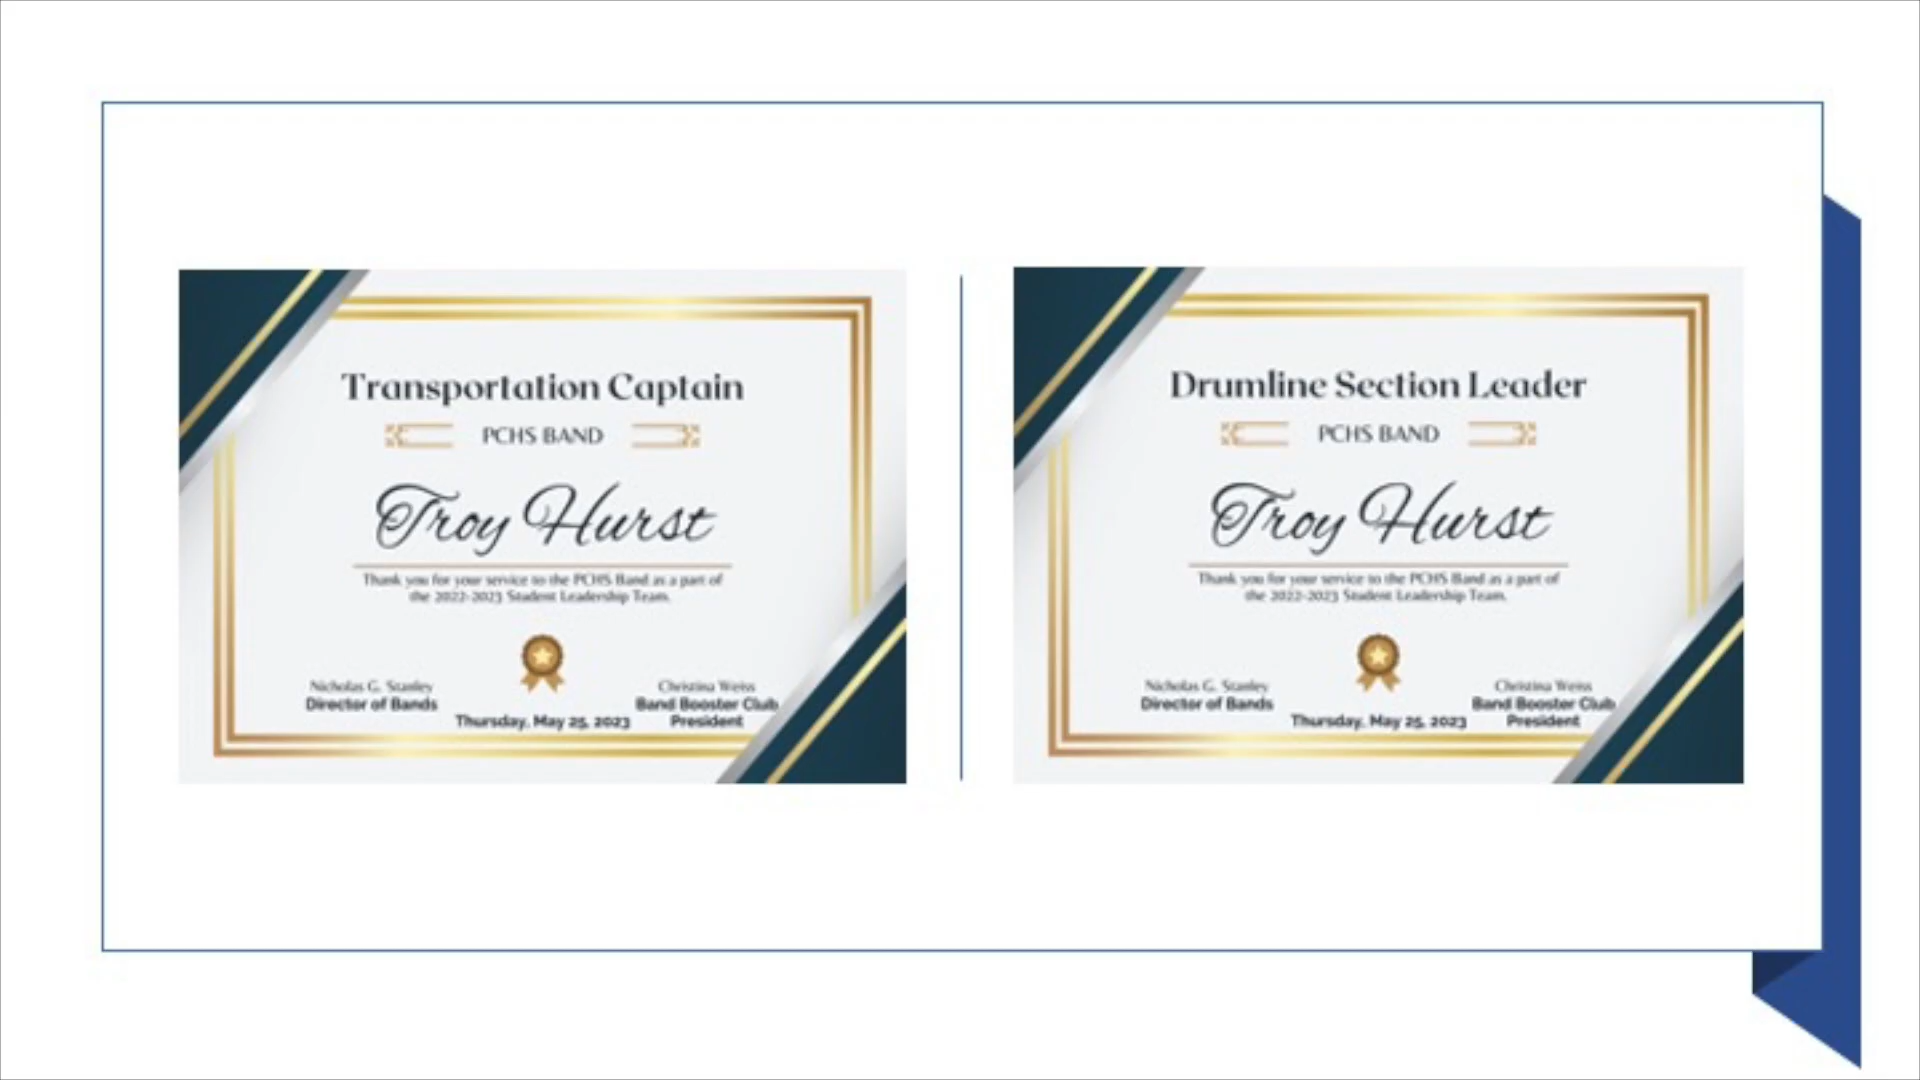 Transportation Captain
PCHS BAND
Troy Hurst
Thank you for your service to the PCHS Band as a part of
the 2022-2023 Student Leadership Team.
Nicholas G. Stanley
Director of Bands
Thursday, May 25, 2023
Christina Weiss
Band Booster Club
President
Drumline Section Leader
PCHS BAND
Troy Hurst
Thank you for your service to the PCHS Band as a part of
the 2022-2023 Student Leadership Team.
Nicholas G. Stanley
Director of Bands
Thursday, May 25, 2023
Christina Weiss
Band Booster Club
President